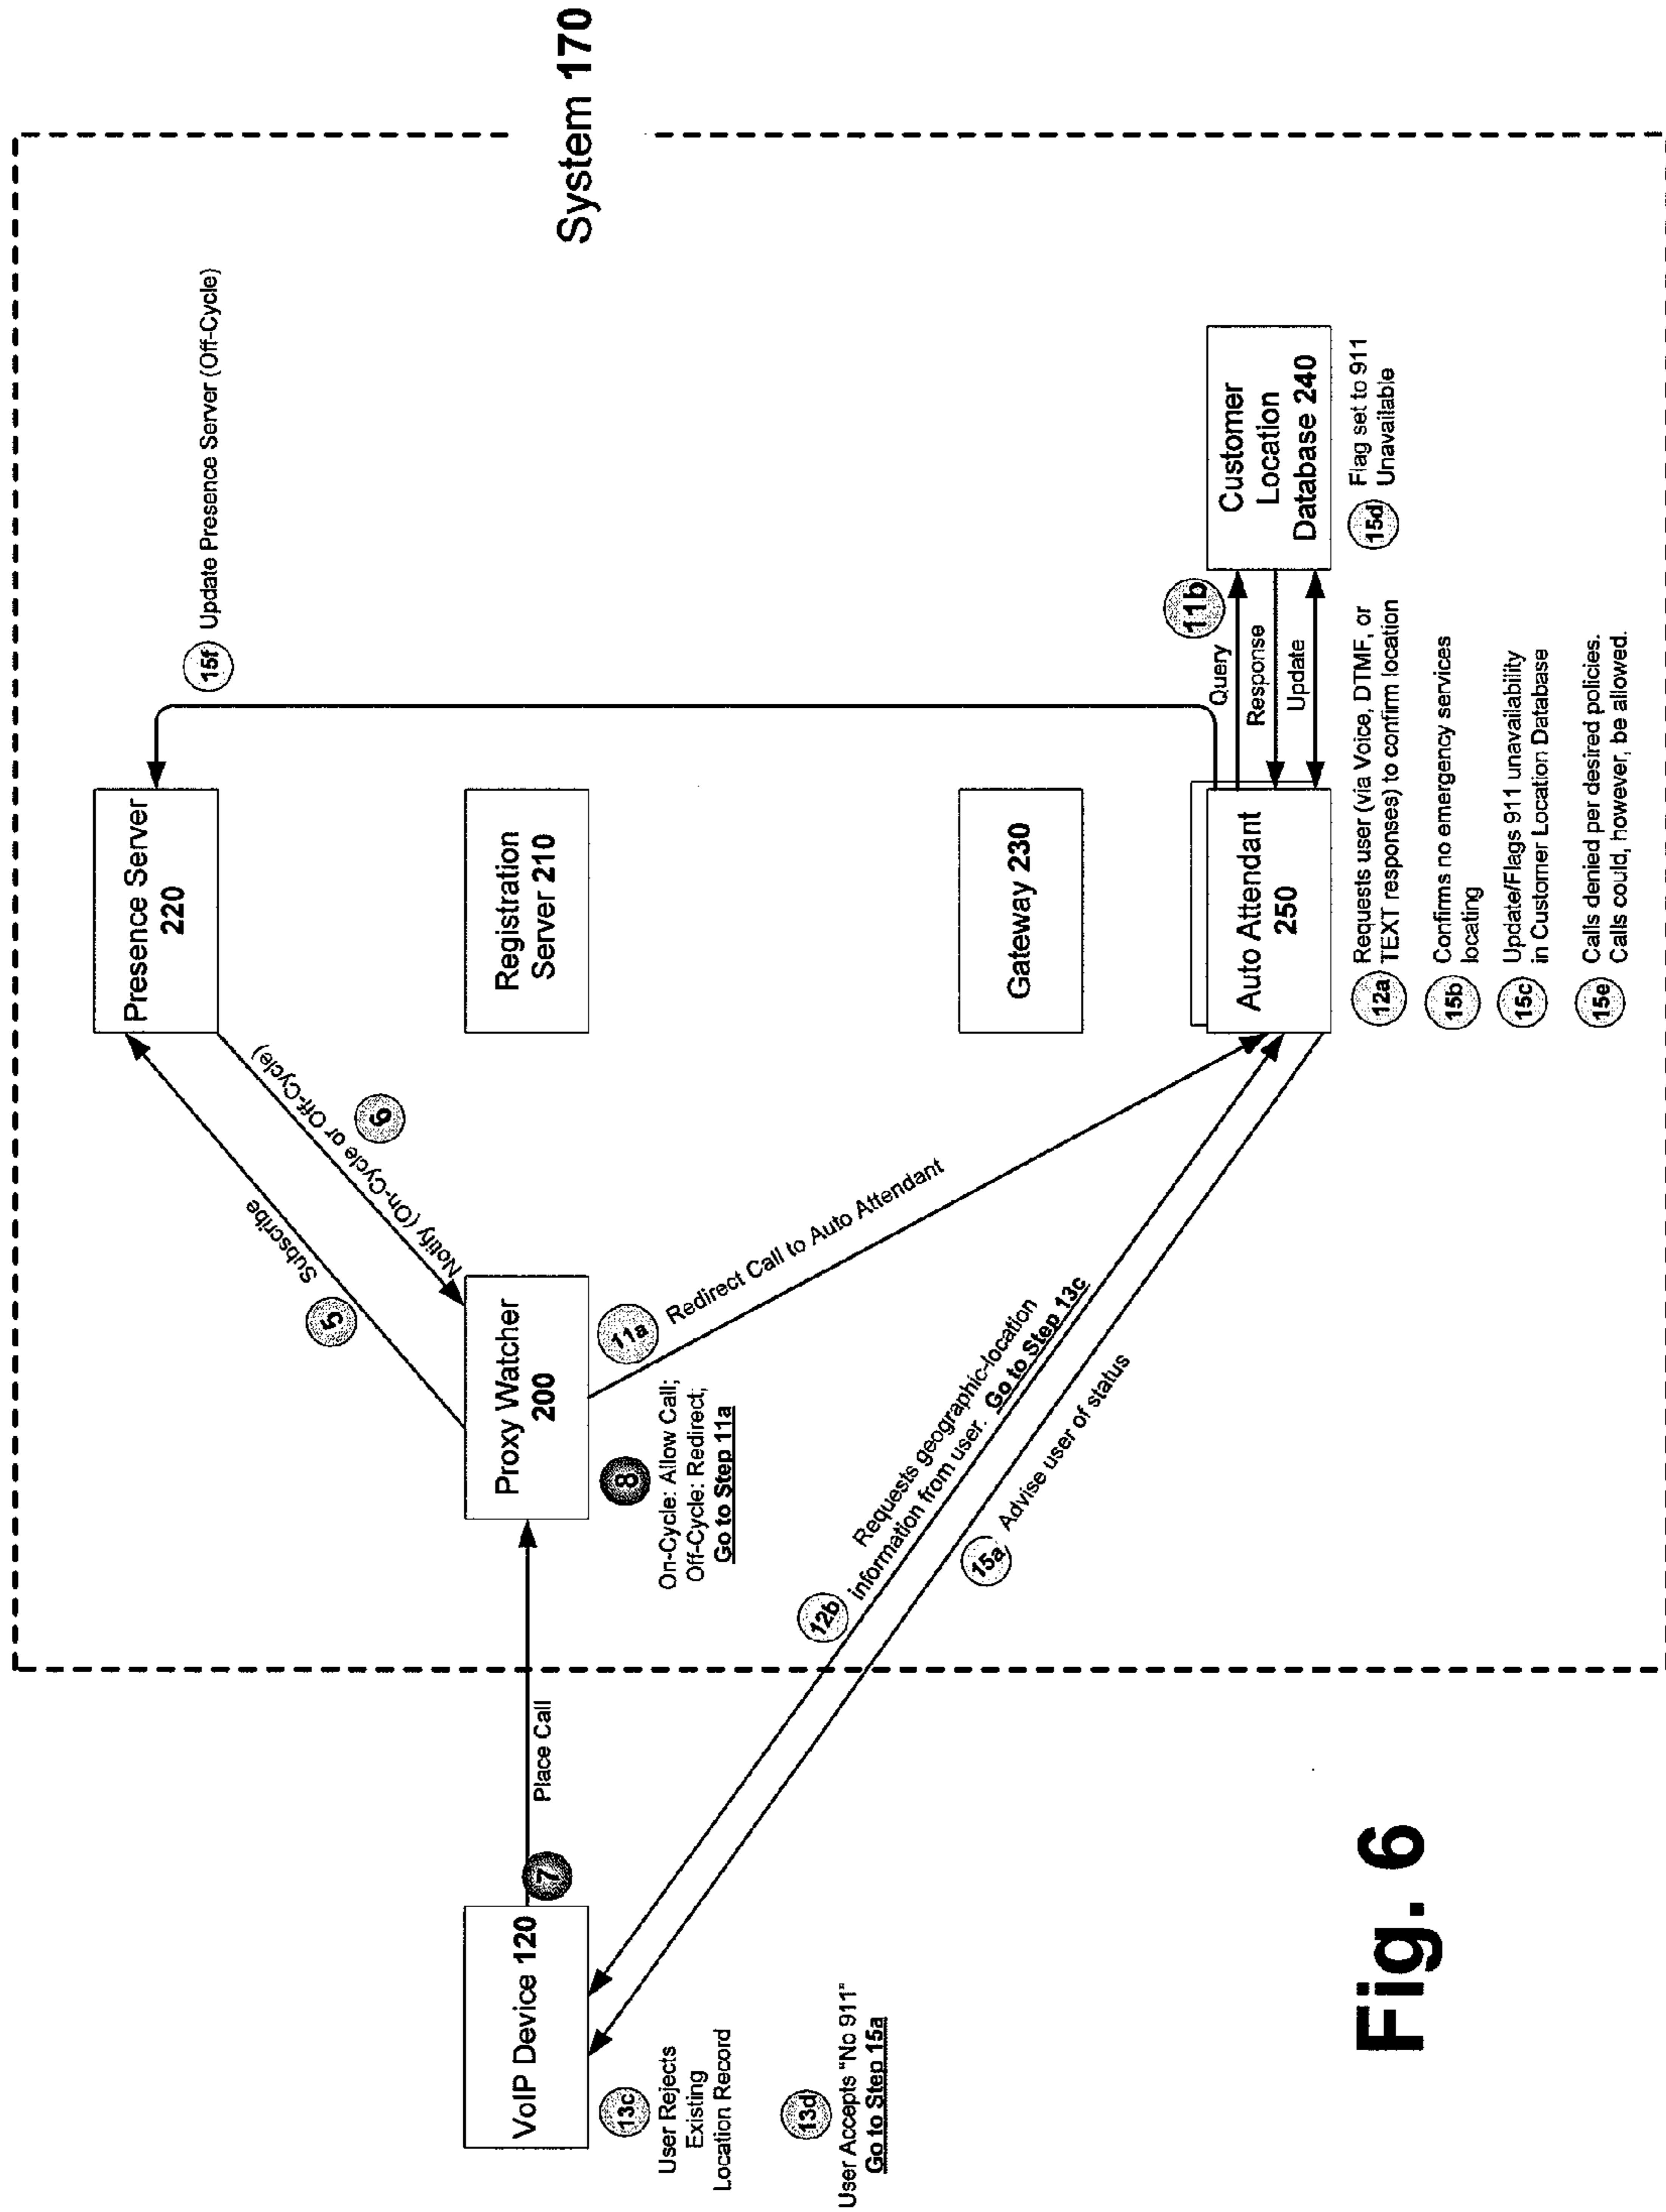 System 170
15f Update Presence Server (Off-Cycle)
Presence Server
220
5
Subscribe
6
Notify (On-Cycle or Off-Cycle)
VoIP Device 120
7
Place Call
Proxy Watcher
200
Registration
Server 210
8
On-Cycle: Allow Call;
Off-Cycle: Redirect;
Go to Step 11a
11a Redirect Call to Auto Attendant
13c
User Rejects
Existing
Location Record
13d
User Accepts "No 911"
Go to Step 15a
12b
Requests geographic-location
information from user. Go to Step 13c
15a Advise user of status
Gateway 230
Auto Attendant
250
11b
Query
Response
Update
Customer
Location
Database 240
15d Flag set to 911
Unavailable
12a Requests user (via Voice, DTMF, or
TEXT responses) to confirm location
15b Confirms no emergency services
locating
15c Update/Flags 911 unavailability
in Customer Location Database
15e Calls denied per desired policies.
Calls could, however, be allowed.
Fig. 6